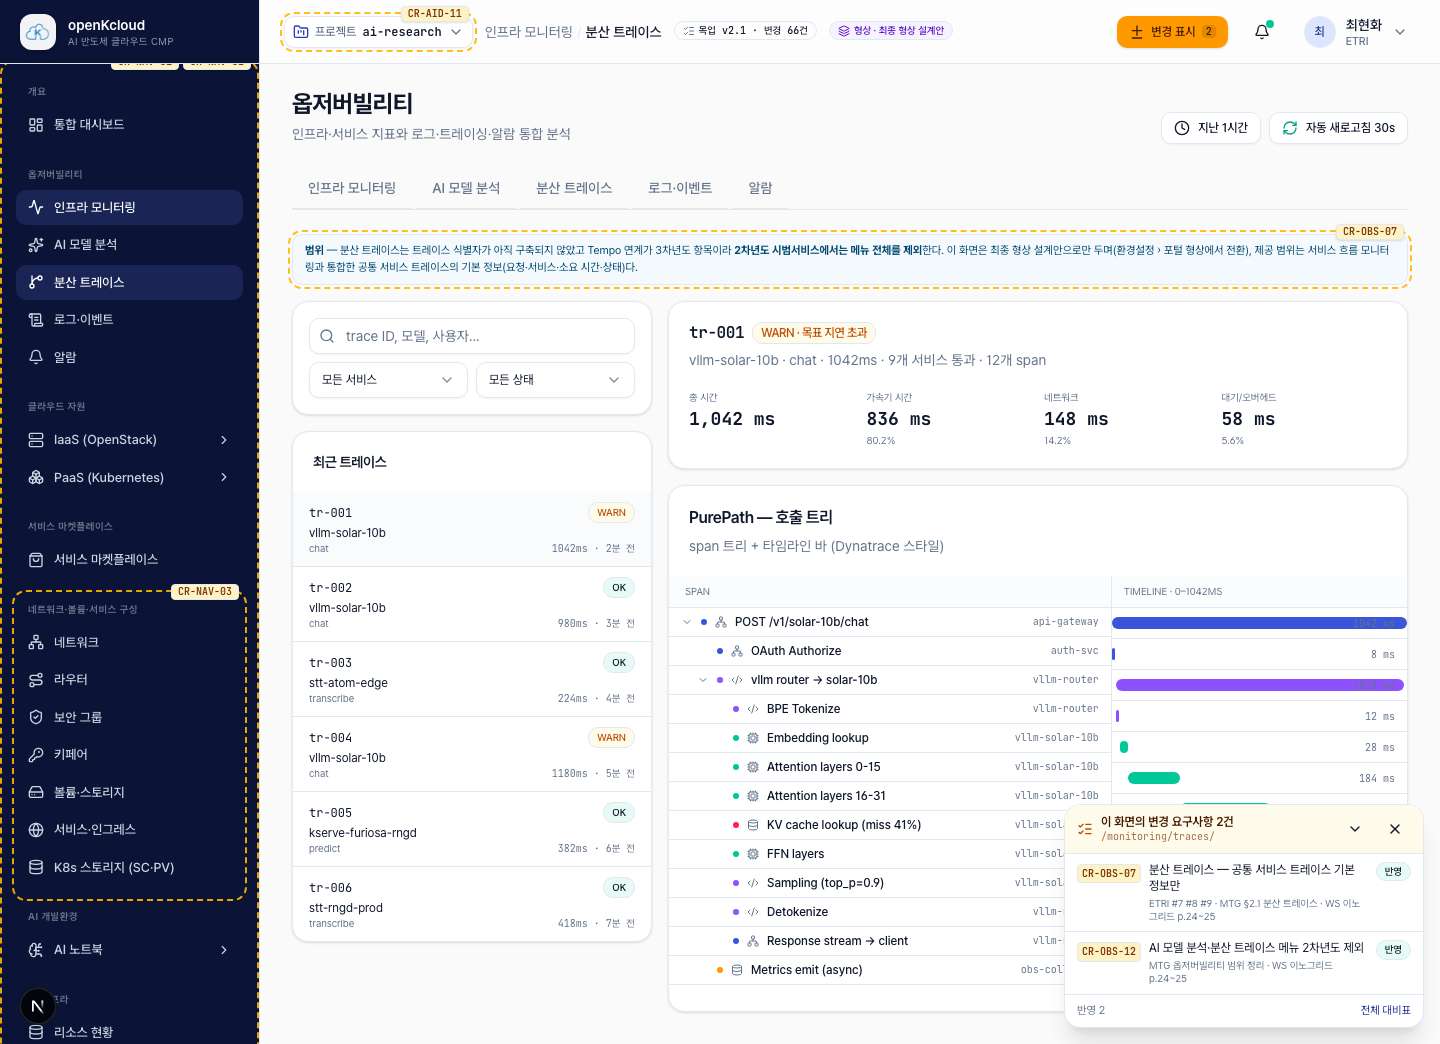 openKcloud
AI 반도체 클라우드 CMP
CR-AID-11
프로젝트 ai-research
인프라 모니터링 / 분산 트레이스
목업 v2.1 · 변경 66건
형상 · 최종 형상 설계안
변경 표시 2
최
최현화
ETRI
개요
통합 대시보드
옵저버빌리티
인프라 모니터링
AI 모델 분석
분산 트레이스
로그·이벤트
알람
클라우드 자원
IaaS (OpenStack)
PaaS (Kubernetes)
서비스 마켓플레이스
서비스 마켓플레이스
CR-NAV-03
네트워크·볼륨·서비스 구성
네트워크
라우터
보안 그룹
키페어
볼륨·스토리지
서비스·인그레스
K8s 스토리지 (SC·PV)
AI 개발환경
AI 노트북
프라
N
리소스 현황
옵저버빌리티
인프라·서비스 지표와 로그·트레이싱·알람 통합 분석
지난 1시간
자동 새로고침 30s
인프라 모니터링
AI 모델 분석
분산 트레이스
로그·이벤트
알람
CR-OBS-07
범위 — 분산 트레이스는 트레이스 식별자가 아직 구축되지 않았고 Tempo 연계가 3차년도 항목이라 2차년도 시범서비스에서는 메뉴 전체를 제외한다. 이 화면은 최종 형상 설계안으로만 두며(환경설정 › 포털 형상에서 전환), 제공 범위는 서비스 흐름 모니터
링과 통합한 공통 서비스 트레이스의 기본 정보(요청·서비스·소요 시간·상태)다.
trace ID, 모델, 사용자...
모든 서비스
모든 상태
최근 트레이스
tr-001
WARN
vllm-solar-10b
chat
1042ms · 2분 전
tr-002
OK
vllm-solar-10b
chat
980ms · 3분 전
tr-003
OK
stt-atom-edge
transcribe
224ms · 4분 전
tr-004
WARN
vllm-solar-10b
chat
1180ms · 5분 전
tr-005
OK
kserve-furiosa-rngd
predict
382ms · 6분 전
tr-006
OK
stt-rngd-prod
transcribe
418ms · 7분 전
tr-001
WARN · 목표 지연 초과
vllm-solar-10b · chat · 1042ms · 9개 서비스 통과 · 12개 span
총 시간
1,042 ms
가속기 시간
836 ms
80.2%
네트워크
148 ms
14.2%
대기/오버헤드
58 ms
5.6%
PurePath — 호출 트리
span 트리 + 타임라인 바 (Dynatrace 스타일)
SPAN
TIMELINE · 0–1042MS
POST /v1/solar-10b/chat
api-gateway
1042 ms
OAuth Authorize
auth-svc
8 ms
vllm router → solar-10b
vllm-router
BPE Tokenize
vllm-router
12 ms
Embedding lookup
vllm-solar-10b
28 ms
Attention layers 0-15
vllm-solar-10b
184 ms
Attention layers 16-31
vllm-solar-10b
KV cache lookup (miss 41%)
vllm-sol
FFN layers
vllm-sol
Sampling (top_p=0.9)
vllm-sol
Detokenize
vllm-
Response stream → client
vllm-
Metrics emit (async)
obs-col
이 화면의 변경 요구사항 2건
/monitoring/traces/
CR-OBS-07
분산 트레이스 — 공통 서비스 트레이스 기본
정보만
반영
ETRI #7 #8 #9 · MTG §2.1 분산 트레이스 · WS 이노
그리드 p.24~25
CR-OBS-12
AI 모델 분석·분산 트레이스 메뉴 2차년도 제외
반영
MTG 옵저버빌리티 범위 정리 · WS 이노그리드
p.24~25
반영 2
전체 대비표